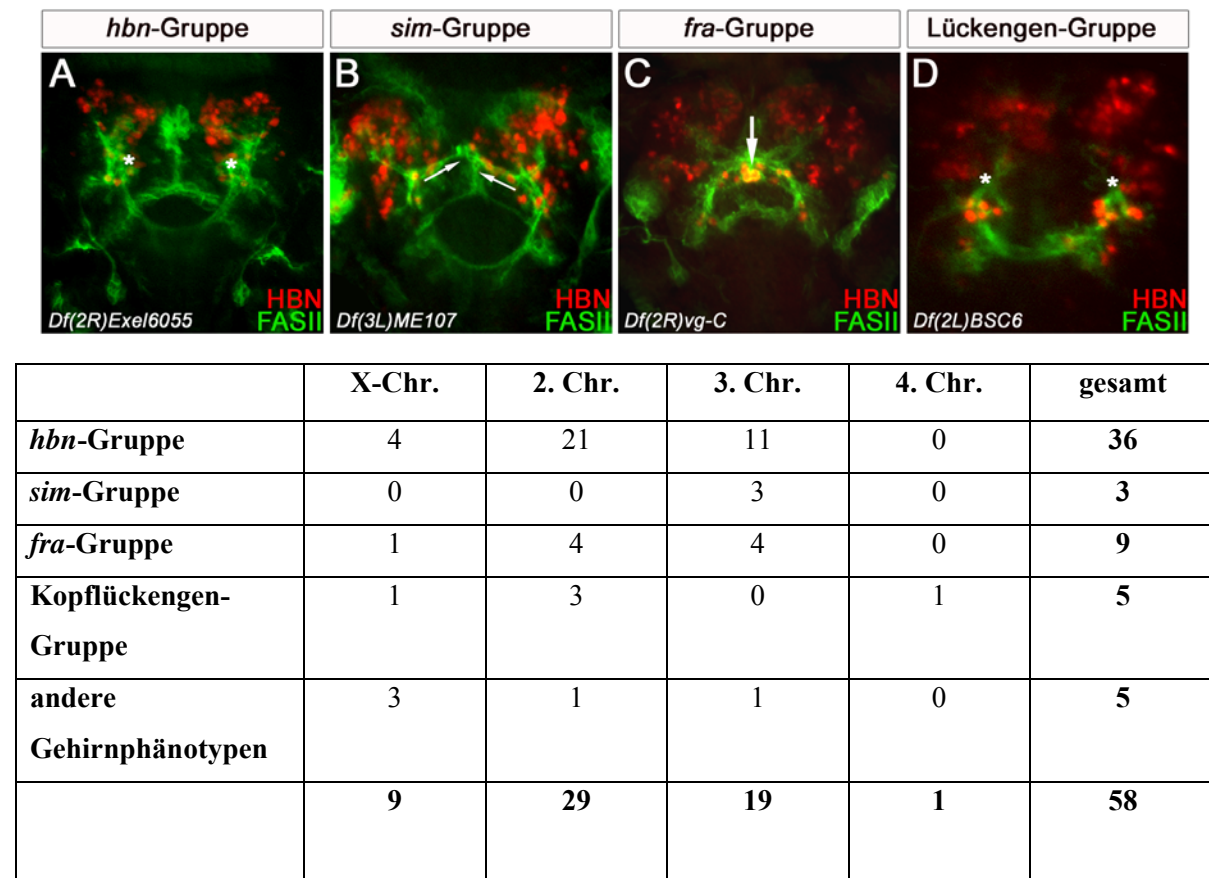 hbn-Gruppe sim-Gruppe fra-Gruppe Lückengen-Gruppe
A B C D
HBN HBN HBN HBN
Df(2R)Exel6055 FASII Df(3L)ME107 FASII Df(2R)vg-C FASII Df(2L)BSC6 FASII
X-Chr. 2. Chr. 3. Chr. 4. Chr. gesamt
hbn-Gruppe 4 21 11 0 36
sim-Gruppe 0 0 3 0 3
fra-Gruppe 1 4 4 0 9
Kopflückengen- 1 3 0 1 5
Gruppe
andere 3 1 1 0 5
Gehirnphänotypen
9 29 19 1 58